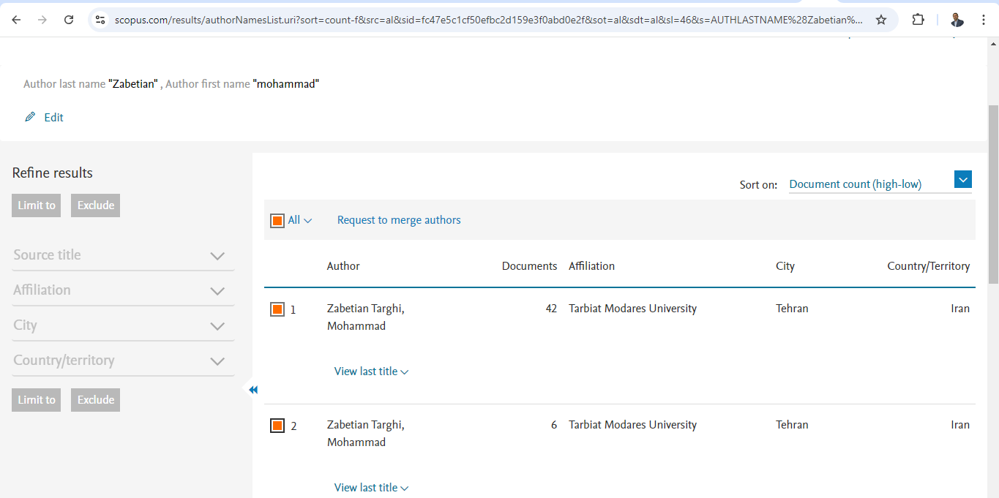 scopus.com/results/authorNamesList.uri?sort=count-f&src=al&sid=fc47e5c1cf50efbc2d159e3f0abd0e2f&sot=al&sdt=al&sl=46&s=AUTHLASTNAME%28Zabetian%...
Author last name "Zabetian" , Author first name "mohammad"
Edit
Refine results
Limit to Exclude
Source title
Affiliation
City
Country/territory
Limit to Exclude
Sort on: Document count (high-low)
All Request to merge authors
Author Documents Affiliation City Country/Territory
1 Zabetian Targhi, 42 Tarbiat Modares University Tehran Iran
Mohammad
View last title
2 Zabetian Targhi, 6 Tarbiat Modares University Tehran Iran
Mohammad
View last title